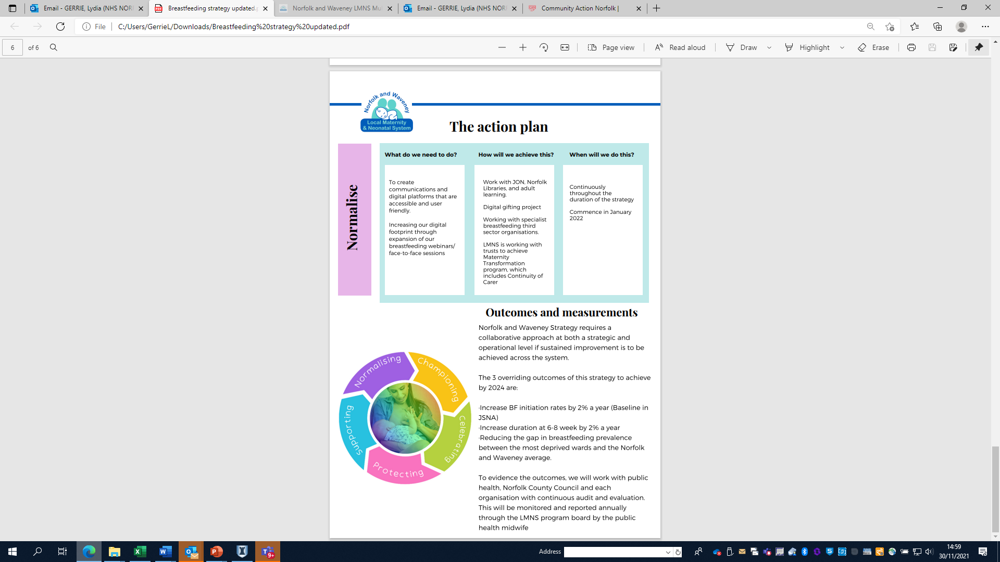 Email - GERRIE, Lydia (NHS NORF
Breastfeeding strategy updated.p
Norfolk and Waveney LMNS Mul
Email - GERRIE, Lydia (NHS NORF
Community Action Norfolk |
File
C:/Users/GerrieL/Downloads/Breastfeeding%20strategy%20updated.pdf
6 of 6
Page view
Read aloud
Draw
Highlight
Erase
Norfolk and Waveney
Local Maternity
& Neonatal System
The action plan
Normalise
What do we need to do?
To create
communications and
digital platforms that are
accessible and user
friendly.
Increasing our digital
footprint through
expansion of our
breastfeeding webinars/
face-to-face sessions
How will we achieve this?
Work with JON, Norfolk
Libraries, and adult
learning.
Digital gifting project
Working with specialist
breastfeeding third
sector organisations.
LMNS is working with
trusts to achieve
Maternity
Transformation
program, which
includes Continuity of
Carer
When will we do this?
Continuously
throughout the
duration of the strategy
Commence in January
2022
Normalising
Championing
Celebrating
Protecting
Supporting
Outcomes and measurements
Norfolk and Waveney Strategy requires a
collaborative approach at both a strategic and
operational level if sustained improvement is to be
achieved across the system.
The 3 overriding outcomes of this strategy to achieve
by 2024 are:
·Increase BF initiation rates by 2% a year (Baseline in
JSNA)
·Increase duration at 6-8 week by 2% a year
·Reducing the gap in breastfeeding prevalence
between the most deprived wards and the Norfolk
and Waveney average.
To evidence the outcomes, we will work with public
health, Norfolk County Council and each
organisation with continuous audit and evaluation.
This will be monitored and reported annually
through the LMNS program board by the public
health midwife
9+
Address
14:59
30/11/2021